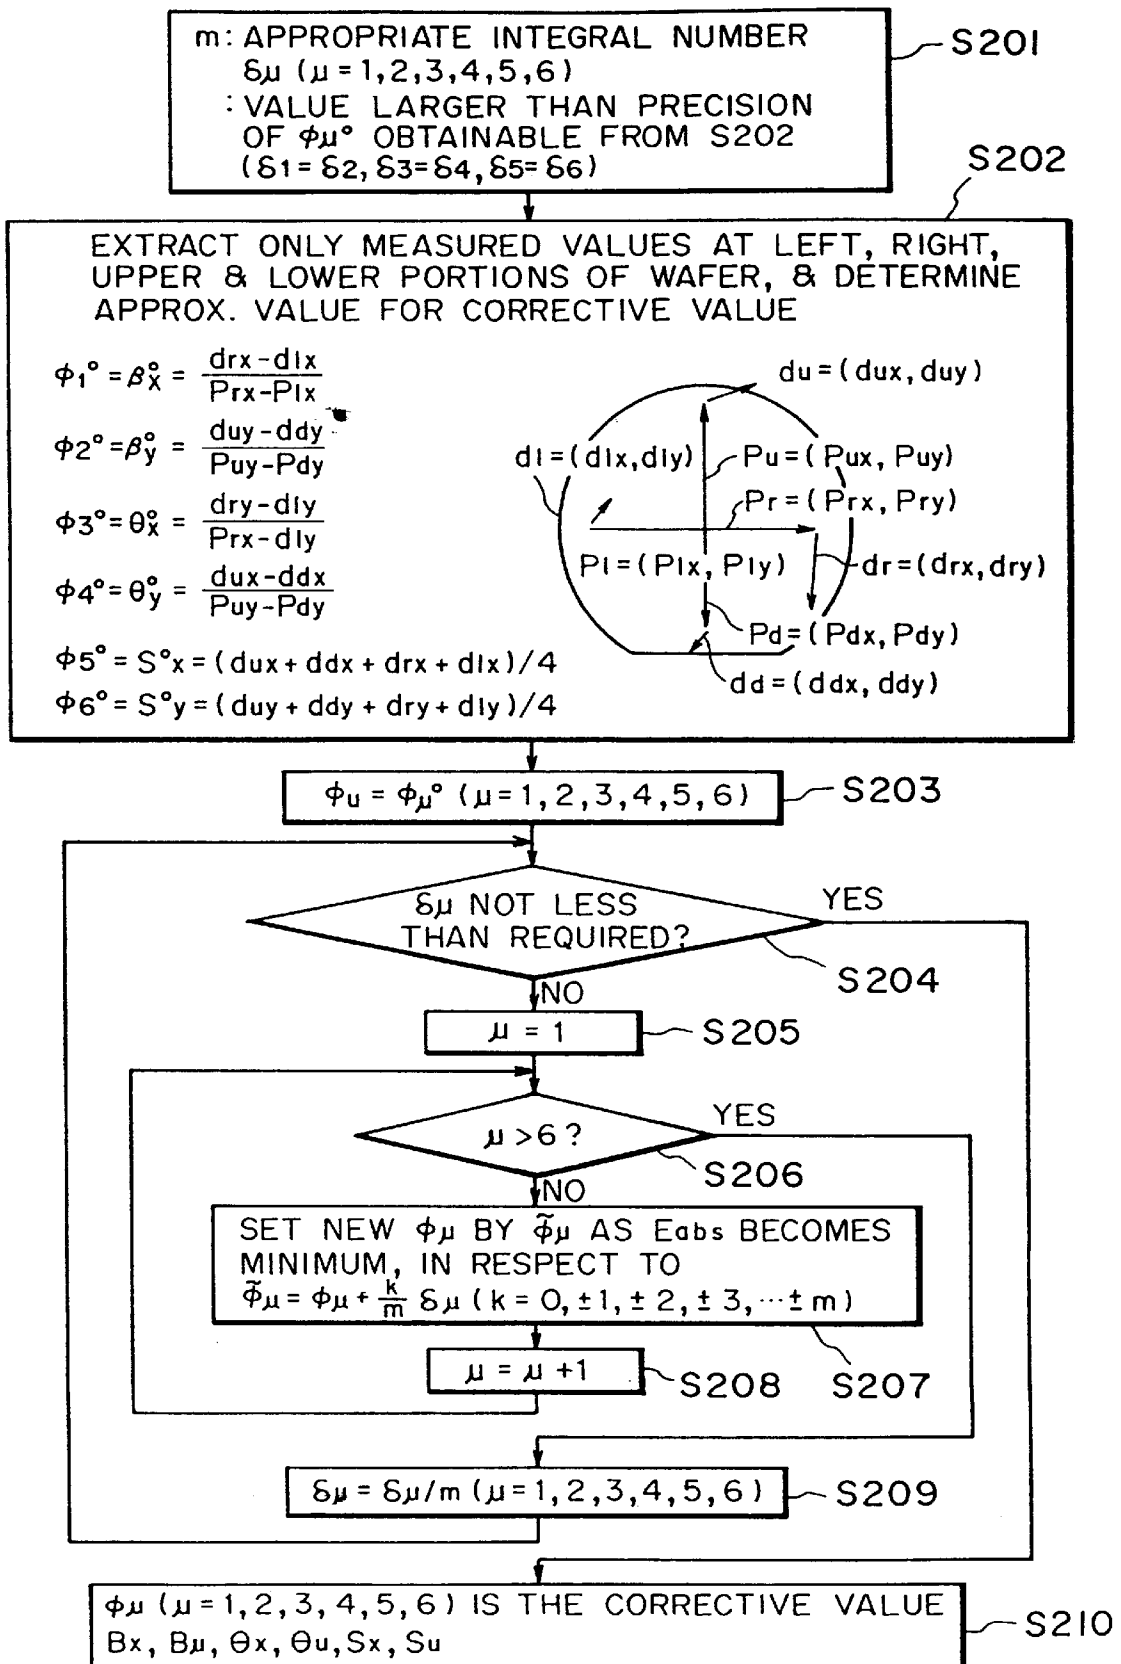 m: APPROPRIATE INTEGRAL NUMBER
δμ (μ = 1,2,3,4,5,6)
: VALUE LARGER THAN PRECISION
OF ϕμ° OBTAINABLE FROM S202
(δ1=δ2, δ3=δ4, δ5=δ6)
S201
S202
EXTRACT ONLY MEASURED VALUES AT LEFT, RIGHT,
UPPER & LOWER PORTIONS OF WAFER, & DETERMINE
APPROX. VALUE FOR CORRECTIVE VALUE
ϕ1° = β°x = (drx-dlx)/(Prx-Plx)
ϕ2° = β°y = (duy-ddy)/(Puy-Pdy)
ϕ3° = θ°x = (dry-dly)/(Prx-dly)
ϕ4° = θ°y = (dux-ddx)/(Puy-Pdy)
ϕ5° = S°x = (dux + ddx + drx + dlx)/4
ϕ6° = S°y = (duy + ddy + dry + dly)/4
du = (dux, duy)
dl = (dlx, dly)
Pu = (Pux, Puy)
Pr = (Prx, Pry)
Pl = (Plx, Ply)
dr = (drx, dry)
Pd = (Pdx, Pdy)
dd = (ddx, ddy)
ϕu = ϕμ° (μ = 1,2,3,4,5,6)
S203
δμ NOT LESS
THAN REQUIRED?
YES
S204
NO
μ = 1
S205
μ > 6 ?
YES
S206
NO
SET NEW ϕμ BY ϕ̃μ AS Eabs BECOMES
MINIMUM, IN RESPECT TO
ϕ̃μ = ϕμ + k/m δμ (k = 0, ±1, ±2, ±3, ··· ± m)
S207
μ = μ +1
S208
δμ = δμ/m (μ = 1,2,3,4,5,6)
S209
ϕμ (μ = 1,2,3,4,5,6) IS THE CORRECTIVE VALUE
Bx, Bμ, θx, θu, Sx, Su
S210